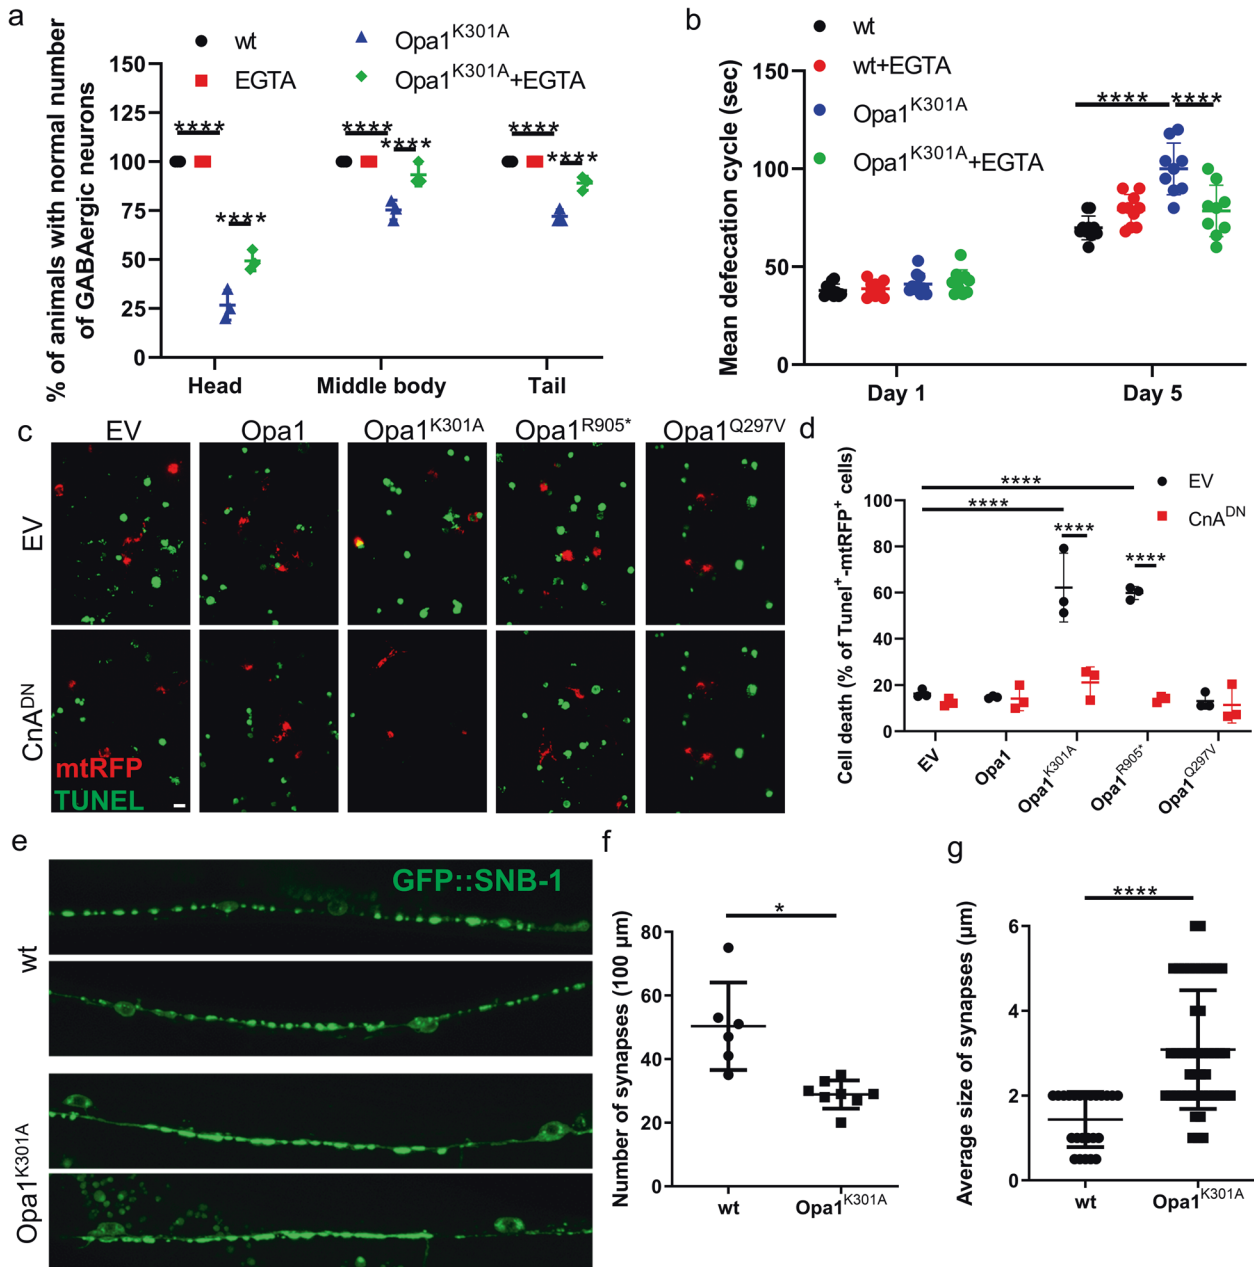 a
% of animals with normal number
of GABAergic neurons
wt
EGTA
Opa1K301A
Opa1K301A+EGTA
150
125
100
75
50
25
0
****
****
****
****
****
****
Head
Middle body
Tail
b
Mean defecation cycle (sec)
wt
wt+EGTA
Opa1K301A
Opa1K301A+EGTA
150
100
50
0
****
****
Day 1
Day 5
c
EV
Opa1
Opa1K301A
Opa1R905*
Opa1Q297V
EV
CnADN
mtRFP
TUNEL
d
Cell death (% of Tunel+-mtRFP+ cells)
EV
CnADN
100
80
60
40
20
0
****
****
****
****
EV
Opa1
Opa1K301A
Opa1R905*
Opa1Q297V
e
GFP::SNB-1
wt
Opa1K301A
f
Number of synapses (100 µm)
80
60
40
20
0
*
wt
Opa1K301A
g
Average size of synapses (µm)
6
4
2
0
****
wt
Opa1K301A